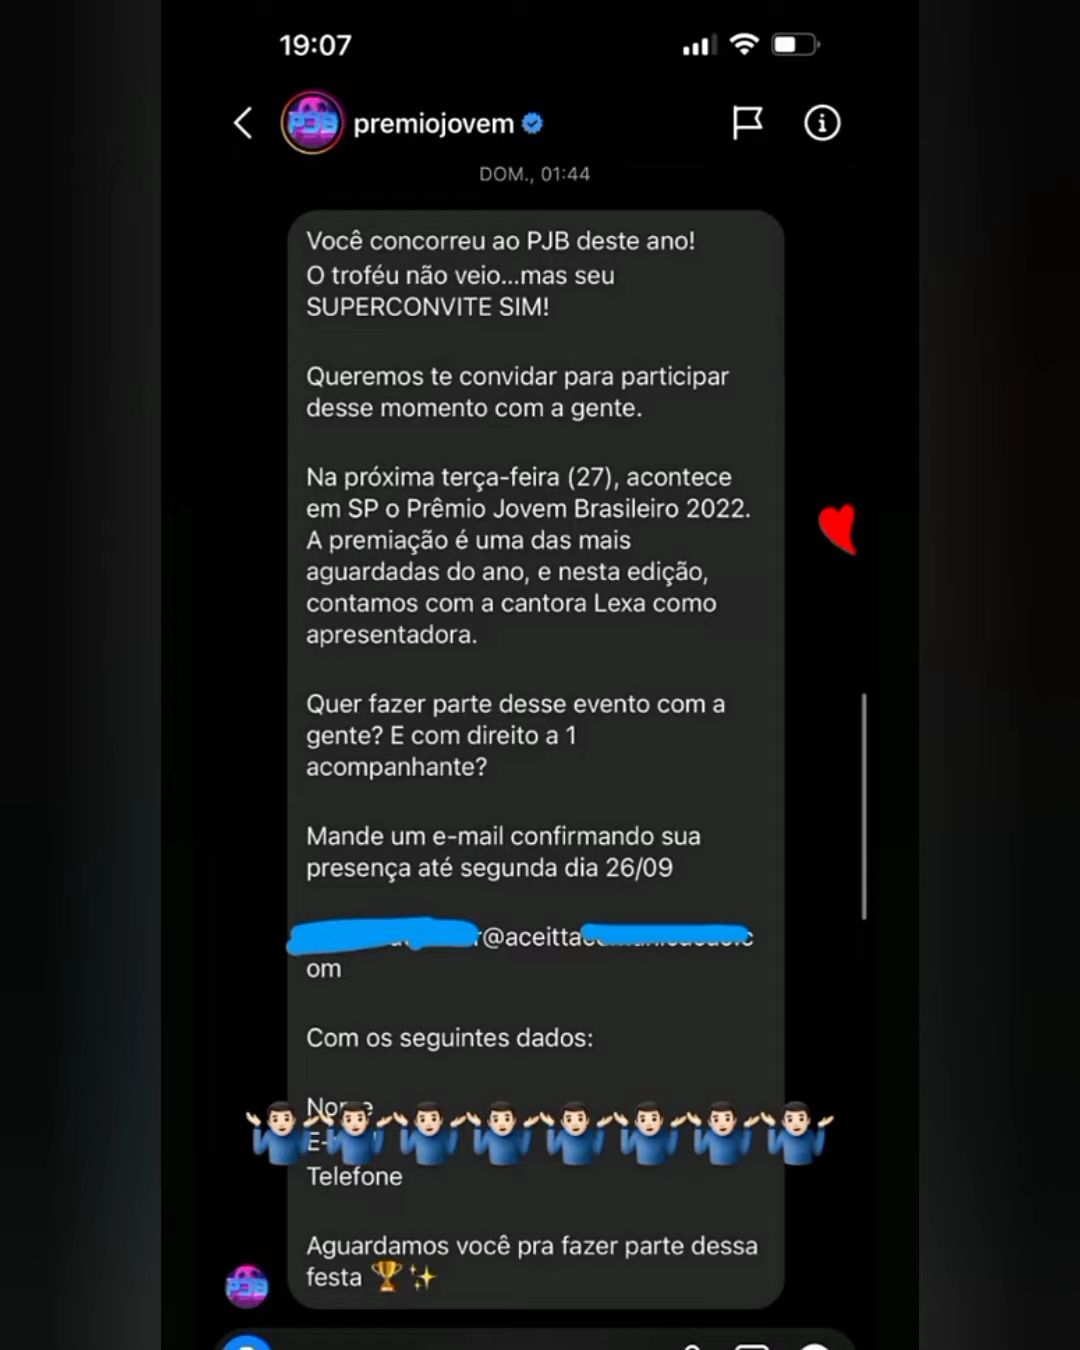 19:07
PJB premiojovem
DOM., 01:44
Você concorreu ao PJB deste ano!
O troféu não veio...mas seu
SUPERCONVITE SIM!
Queremos te convidar para participar
desse momento com a gente.
Na próxima terça-feira (27), acontece
em SP o Prêmio Jovem Brasileiro 2022.
A premiação é uma das mais
aguardadas do ano, e nesta edição,
contamos com a cantora Lexa como
apresentadora.
Quer fazer parte desse evento com a
gente? E com direito a 1
acompanhante?
Mande um e-mail confirmando sua
presença até segunda dia 26/09
r@aceitta
om
Com os seguintes dados:
Nome
E-
Telefone
Aguardamos você pra fazer parte dessa
festa 🏆✨
PJB